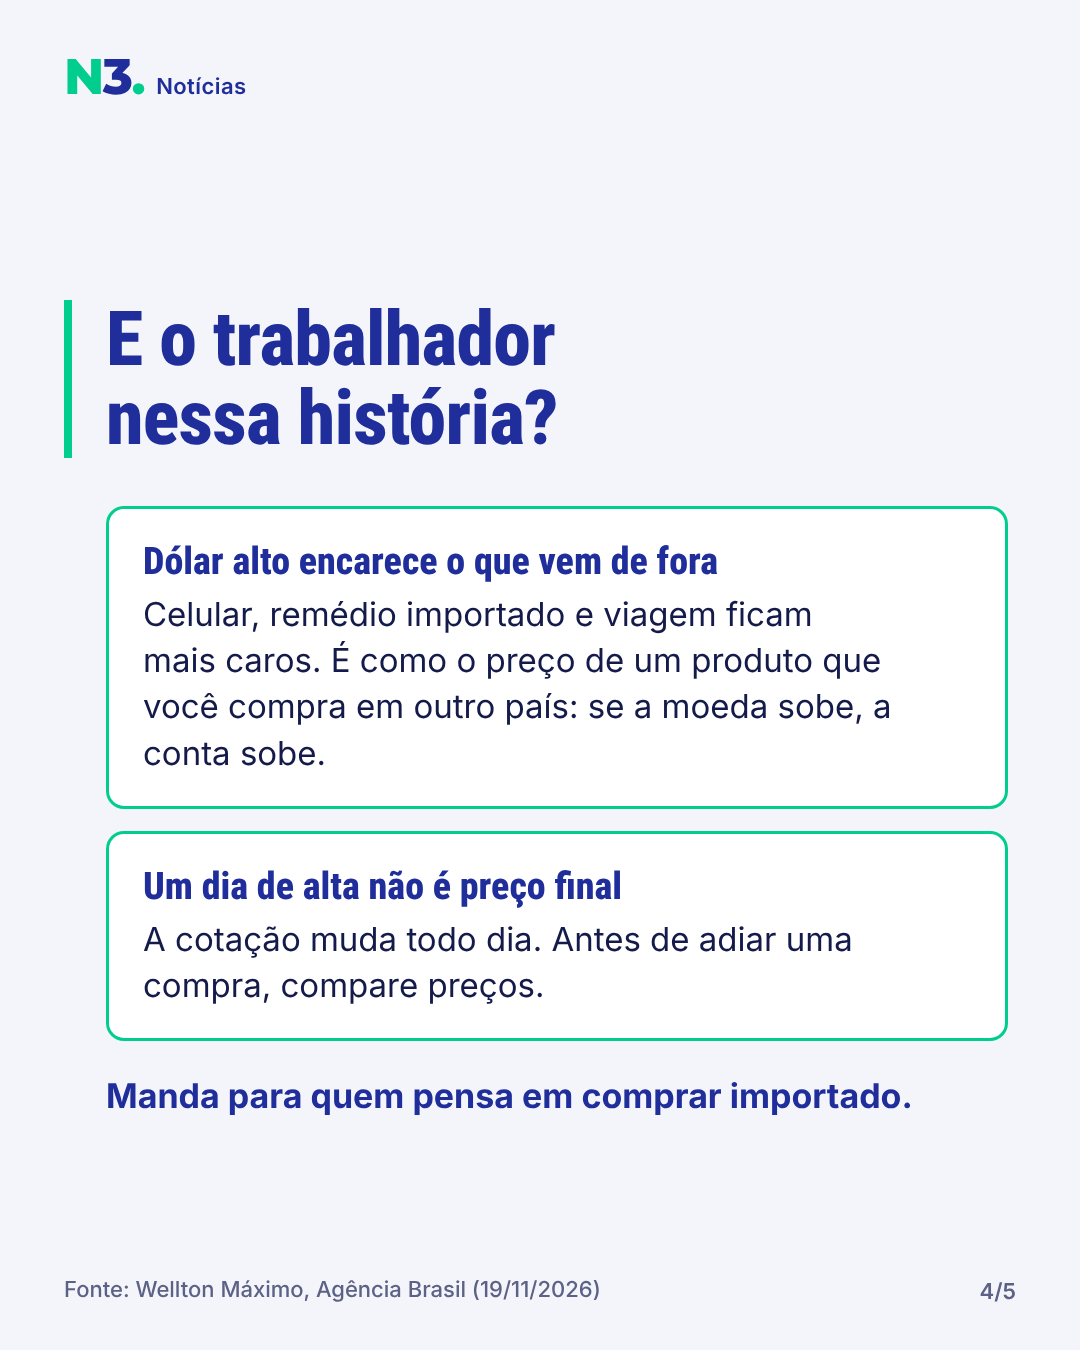 N3. Notícias
E o trabalhador
nessa história?
Dólar alto encarece o que vem de fora
Celular, remédio importado e viagem ficam
mais caros. É como o preço de um produto que
você compra em outro país: se a moeda sobe, a
conta sobe.
Um dia de alta não é preço final
A cotação muda todo dia. Antes de adiar uma
compra, compare preços.
Manda para quem pensa em comprar importado.
Fonte: Wellton Máximo, Agência Brasil (19/11/2026)
4/5